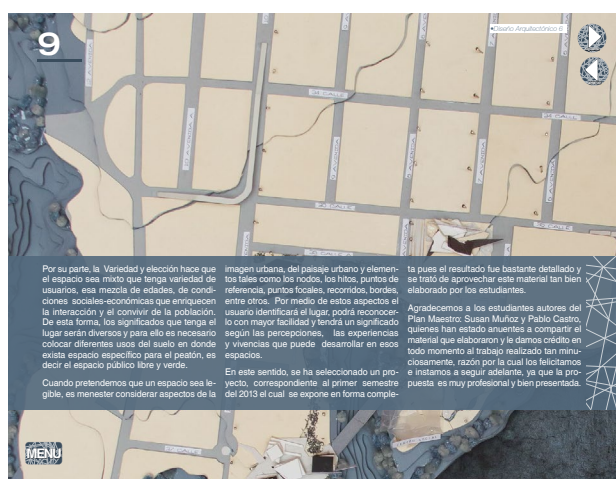 9
•Diseño Arquitectónico 6
Por su parte, la Variedad y elección hace que
el espacio sea mixto que tenga variedad de
usuarios, esa mezcla de edades, de condi-
ciones sociales-económicas que enriquecen
la interacción y el convivir de la población.
De esta forma, los significados que tenga el
lugar serán diversos y para ello es necesario
colocar diferentes usos del suelo en donde
exista espacio específico para el peatón, es
decir el espacio público libre y verde.
Cuando pretendemos que un espacio sea le-
gible, es menester considerar aspectos de la
imagen urbana, del paisaje urbano y elemen-
tos tales como los nodos, los hitos, puntos de
referencia, puntos focales, recorridos, bordes,
entre otros. Por medio de estos aspectos el
usuario identificará el lugar, podrá reconocer-
lo con mayor facilidad y tendrá un significado
según las percepciones, las experiencias
y vivencias que puede desarrollar en esos
espacios.
En este sentido, se ha seleccionado un pro-
yecto, correspondiente al primer semestre
del 2013 el cual se expone en forma comple-
ta pues el resultado fue bastante detallado y
se trató de aprovechar este material tan bien
elaborado por los estudiantes.
Agradecemos a los estudiantes autores del
Plan Maestro: Susan Muñoz y Pablo Castro,
quienes han estado anuentes a compartir el
material que elaboraron y le damos crédito en
todo momento al trabajo realizado tan minu-
ciosamente, razón por la cual los felicitamos
e instamos a seguir adelante, ya que la pro-
puesta es muy profesional y bien presentada.
MENU